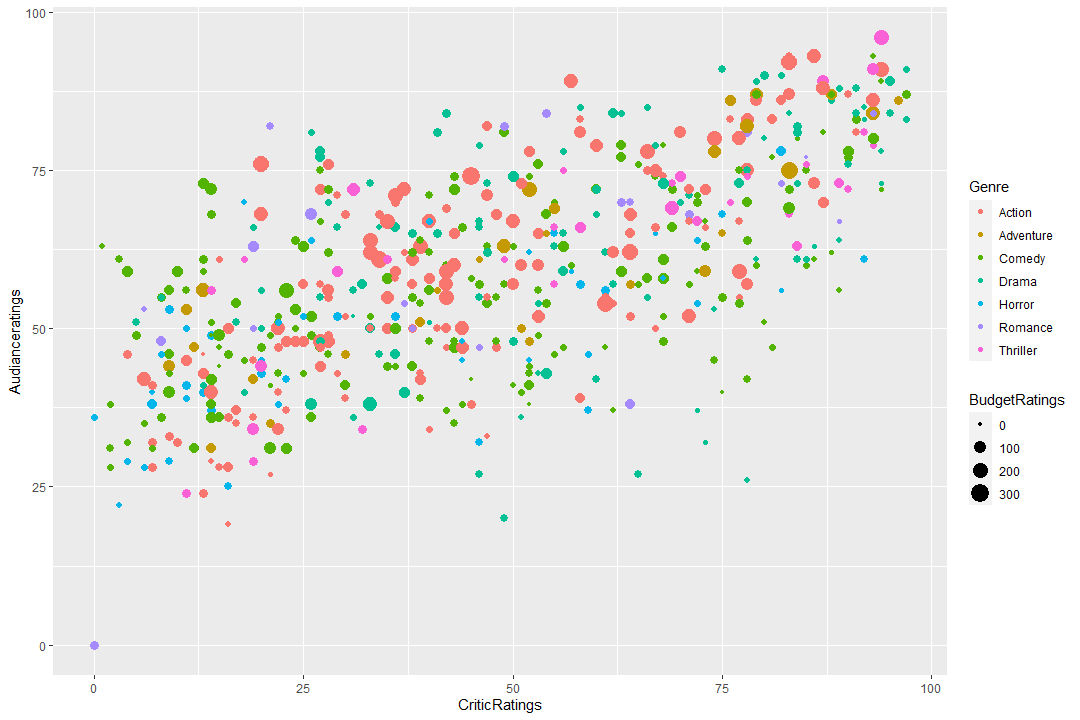 100
75
50
25
0
Audianceratings
0
25
50
75
100
CriticRatings
Genre
Action
Adventure
Comedy
Drama
Horror
Romance
Thriller
BudgetRatings
0
100
200
300